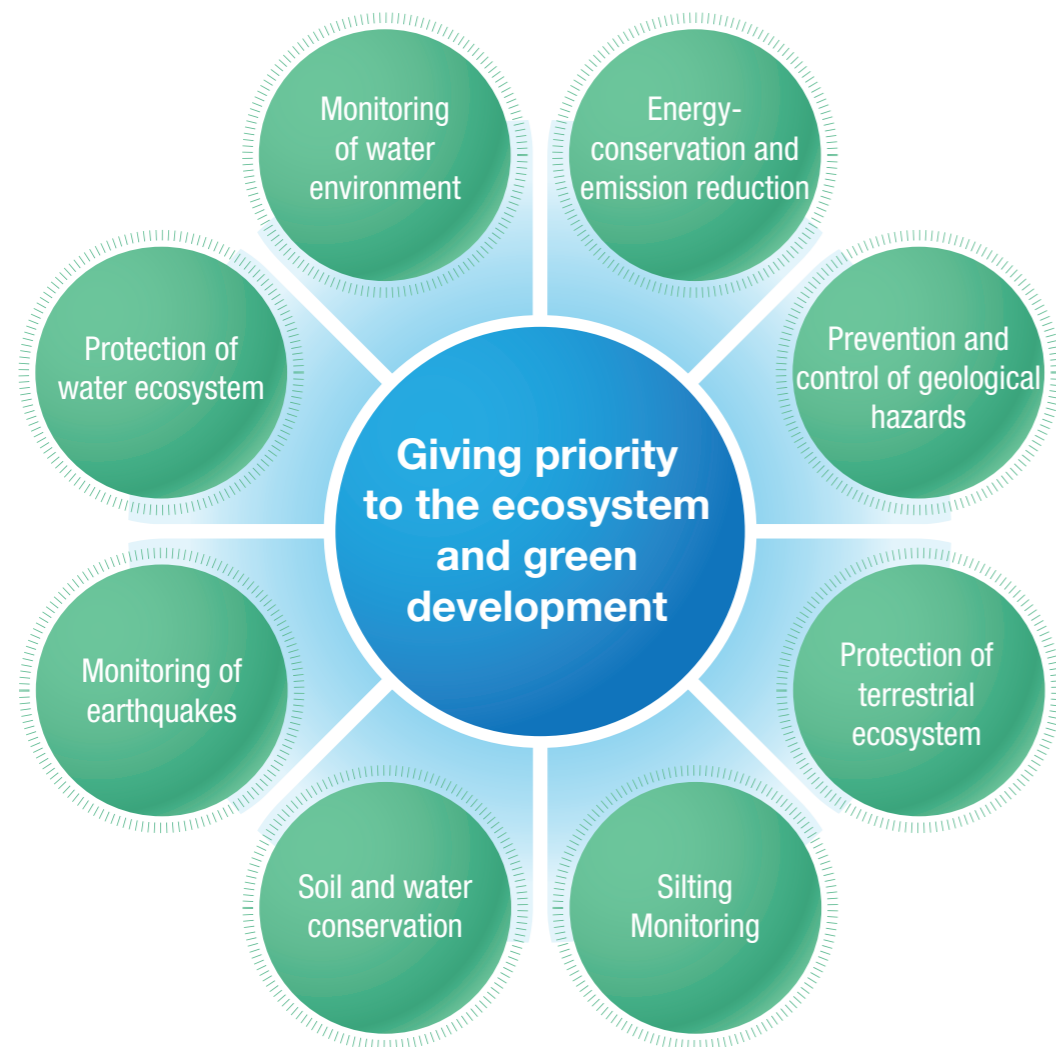 Monitoring
of water
environment
Energy-
conservation and
emission reduction
Protection of
water ecosystem
Prevention and
control of geological
hazards
Giving priority
to the ecosystem
and green
development
Monitoring of
earthquakes
Protection of
terrestrial
ecosystem
Soil and water
conservation
Silting
Monitoring